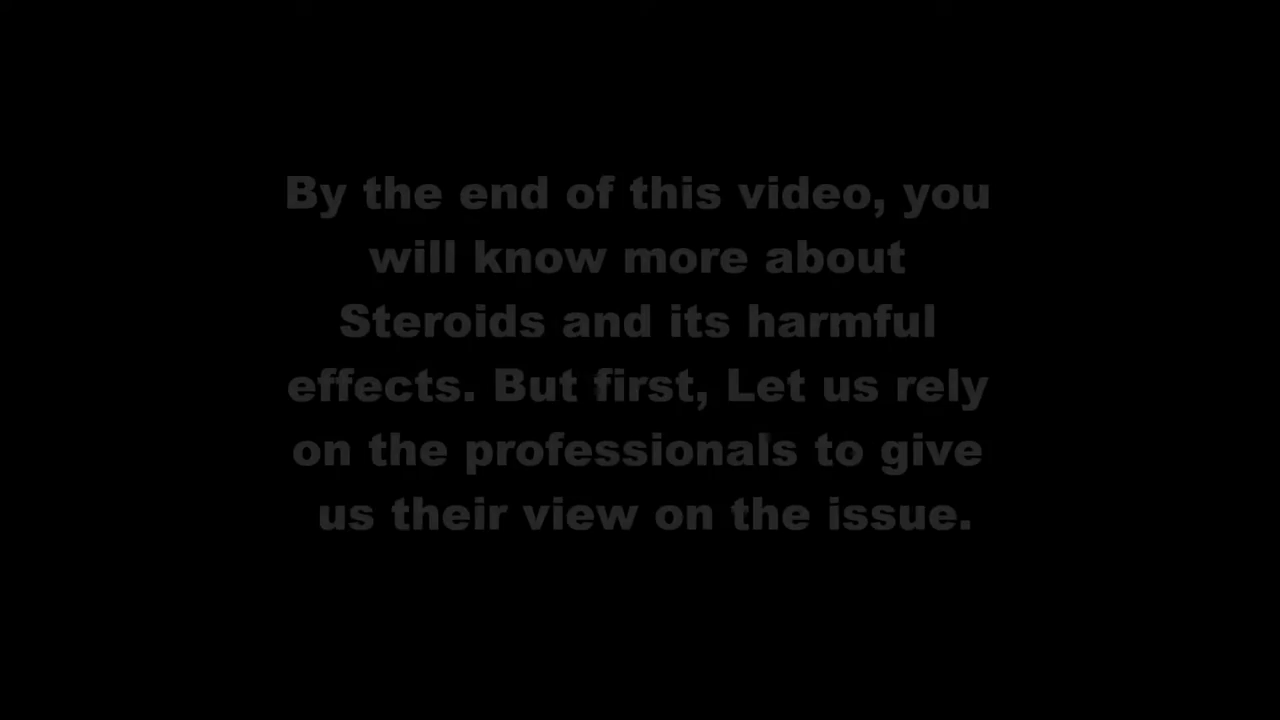 By the end of this video, you
will know more about
Steroids and its harmful
effects. But first, Let us rely
on the professionals to give
us their view on the issue.